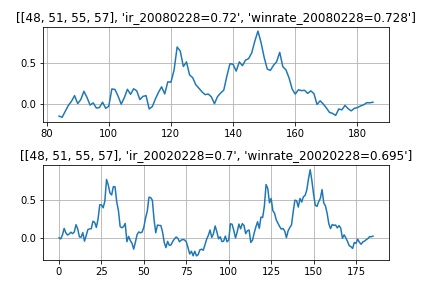 [[48, 51, 55, 57], 'ir_20080228=0.72', 'winrate_20080228=0.728']
0.5
0.0
80 100 120 140 160 180
[[48, 51, 55, 57], 'ir_20020228=0.7', 'winrate_20020228=0.695']
0.5
0.0
0 25 50 75 100 125 150 175